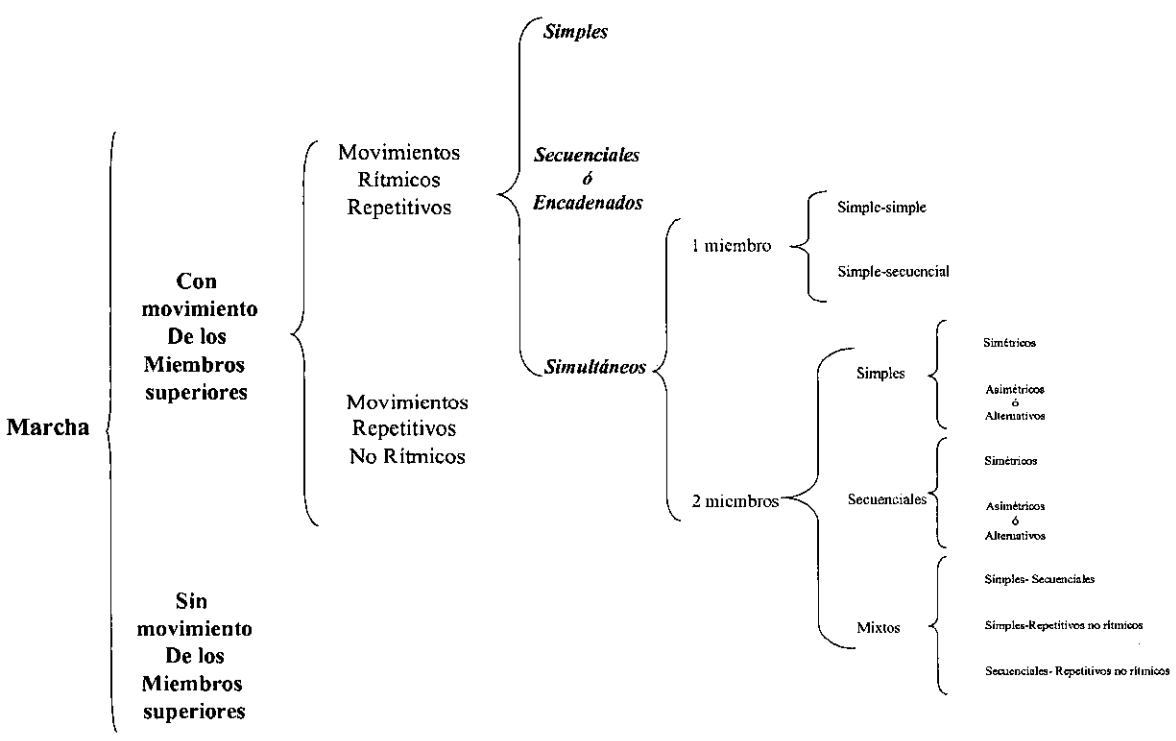 Marcha
Con
movimiento
De los
Miembros
superiores
Movimientos
Rítmicos
Repetitivos
Simples
Secuenciales
ó
Encadenados
Simultáneos
1 miembro
Simple-simple
Simple-secuencial
2 miembros
Simples
Simétricos
Asimétricos
ó
Alternativos
Secuenciales
Simétricos
Asimétricos
ó
Alternativos
Mixtos
Simples- Secuenciales
Simples-Repetitivos no rítmicos
Secuenciales- Repetitivos no rítmicos
Movimientos
Repetitivos
No Rítmicos
Sin
movimiento
De los
Miembros
superiores